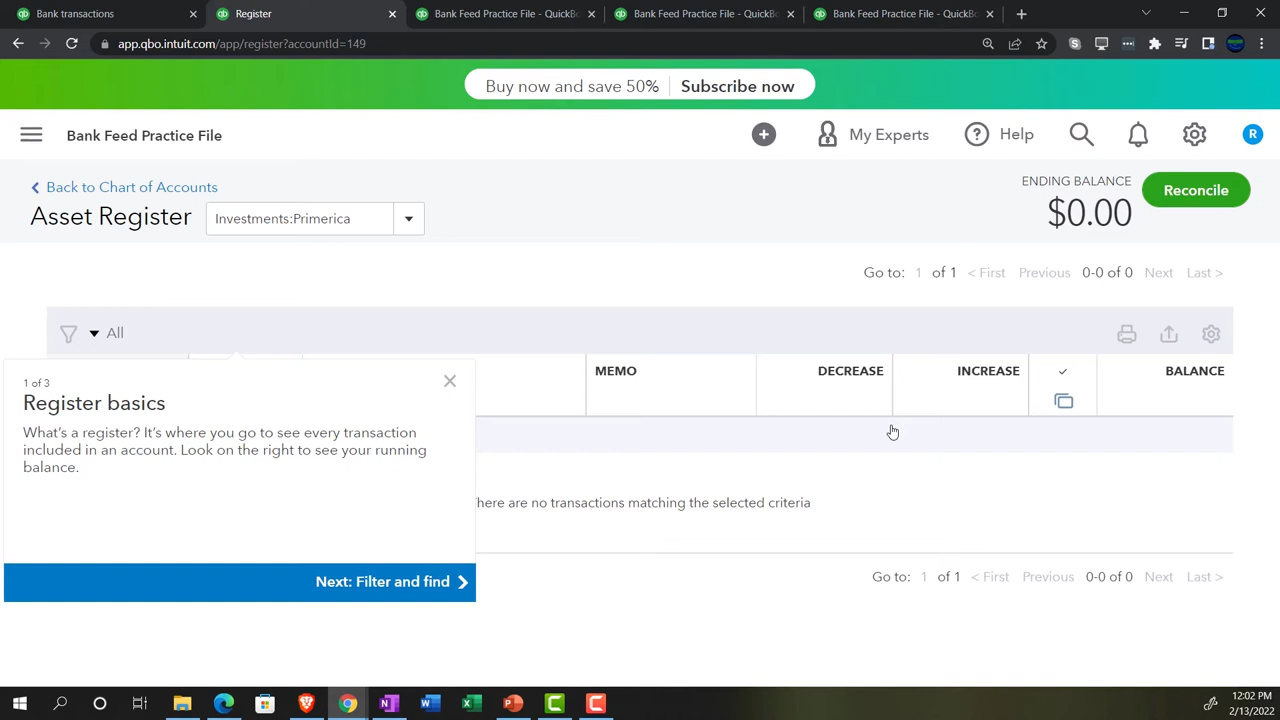 Bank transactions
Register
Bank Feed Practice File - QuickBo
Bank Feed Practice File - QuickBo
Bank Feed Practice File - QuickBo
app.qbo.intuit.com/app/register?accountId=149
Buy now and save 50%
Subscribe now
Bank Feed Practice File
My Experts
Help
R
Back to Chart of Accounts
Asset Register
Investments:Primerica
ENDING BALANCE
$0.00
Reconcile
Go to: 1 of 1 < First Previous 0-0 of 0 Next Last >
All
MEMO
DECREASE
INCREASE
BALANCE
1 of 3
Register basics
What's a register? It's where you go to see every transaction
included in an account. Look on the right to see your running
balance.
Next: Filter and find
here are no transactions matching the selected criteria
Go to: 1 of 1 < First Previous 0-0 of 0 Next Last >
12:02 PM
2/13/2022